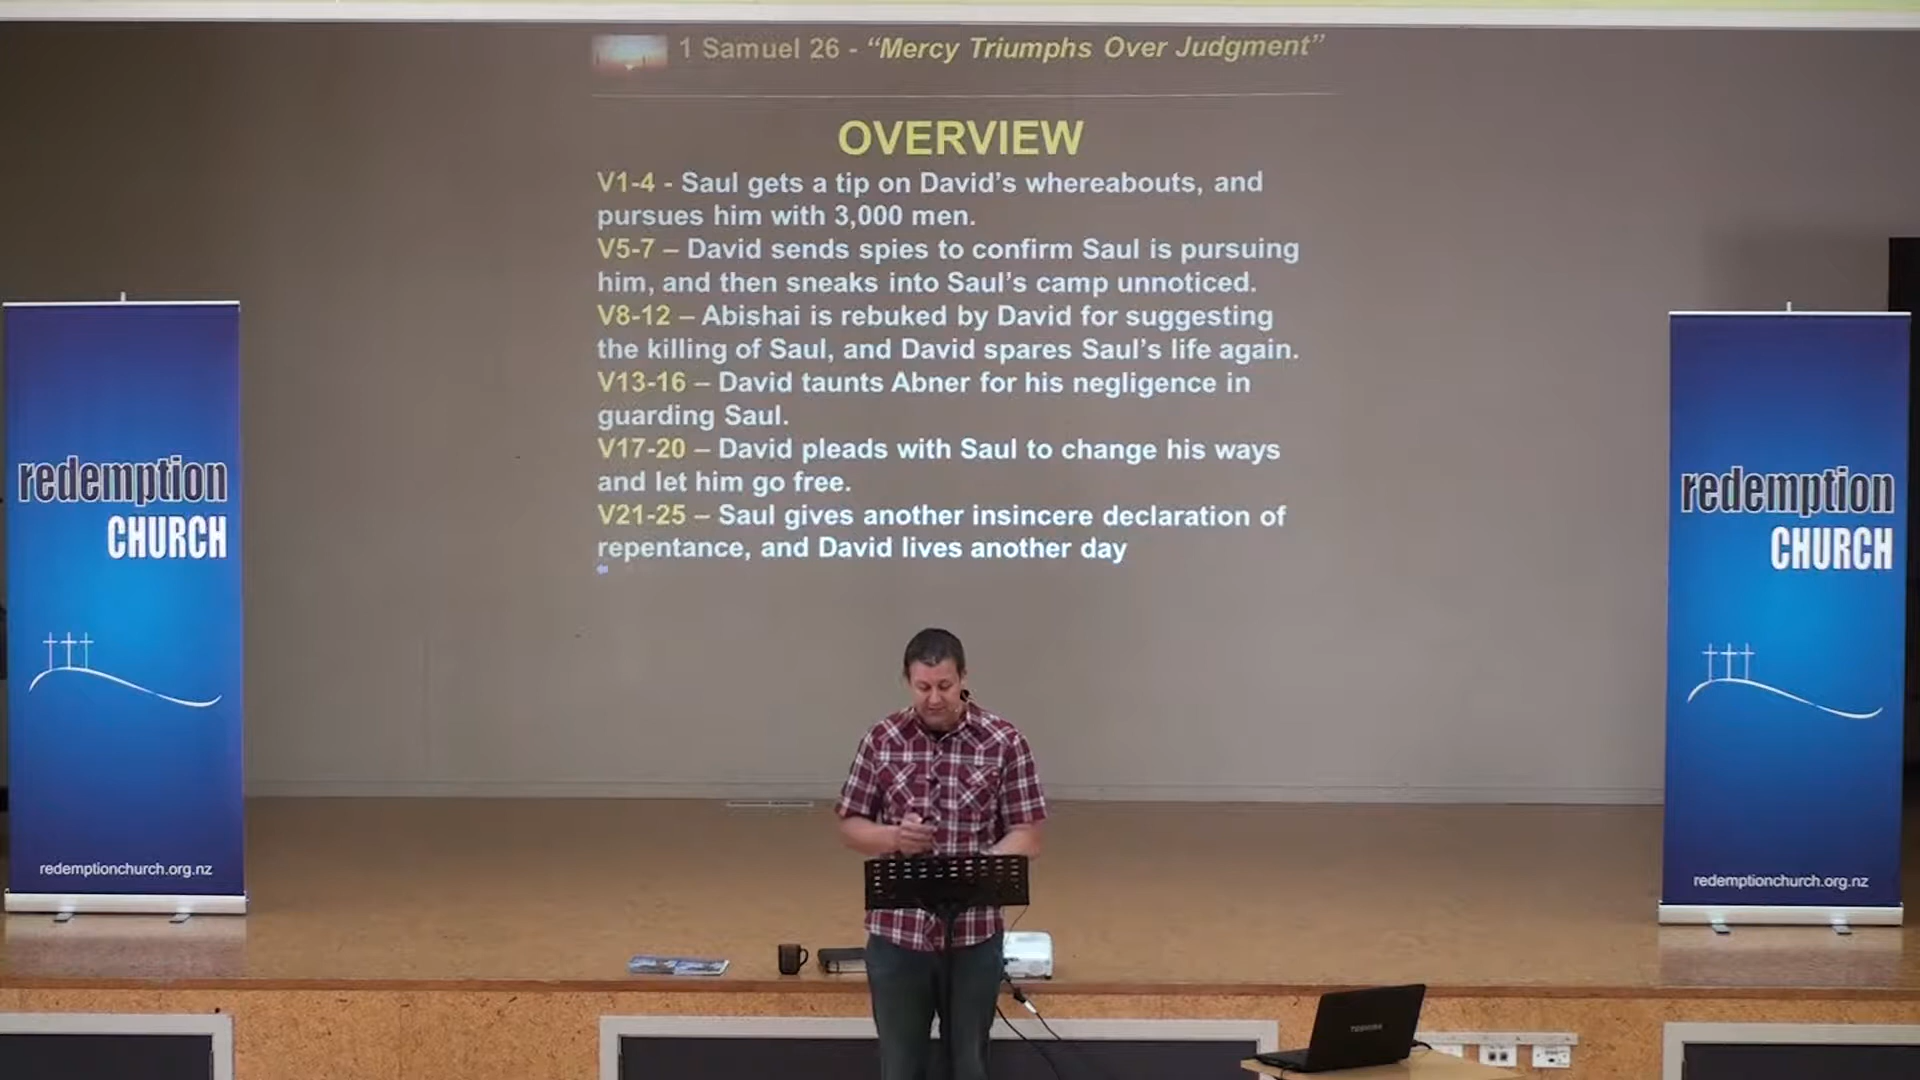 1 Samuel 26 - “Mercy Triumphs Over Judgment”
OVERVIEW
V1-4 - Saul gets a tip on David’s whereabouts, and
pursues him with 3,000 men.
V5-7 – David sends spies to confirm Saul is pursuing
him, and then sneaks into Saul’s camp unnoticed.
V8-12 – Abishai is rebuked by David for suggesting
the killing of Saul, and David spares Saul’s life again.
V13-16 – David taunts Abner for his negligence in
guarding Saul.
V17-20 – David pleads with Saul to change his ways
and let him go free.
V21-25 – Saul gives another insincere declaration of
repentance, and David lives another day
redemption
CHURCH
redemptionchurch.org.nz
redemption
CHURCH
redemptionchurch.org.nz
TOSHIBA